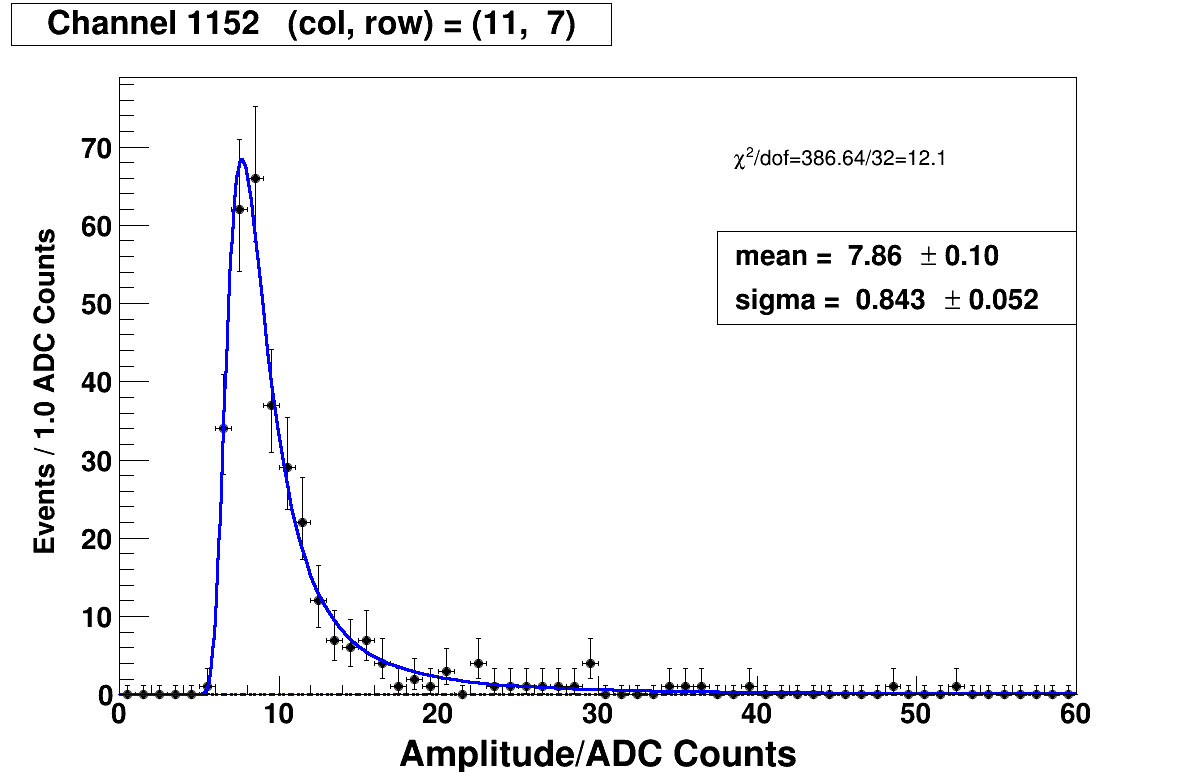 Channel 1152 (col, row) = (11, 7)
χ²/dof=386.64/32=12.1
mean = 7.86 ± 0.10
sigma = 0.843 ± 0.052
Events / 1.0 ADC Counts
70
60
50
40
30
20
10
0
0 10 20 30 40 50 60
Amplitude/ADC Counts